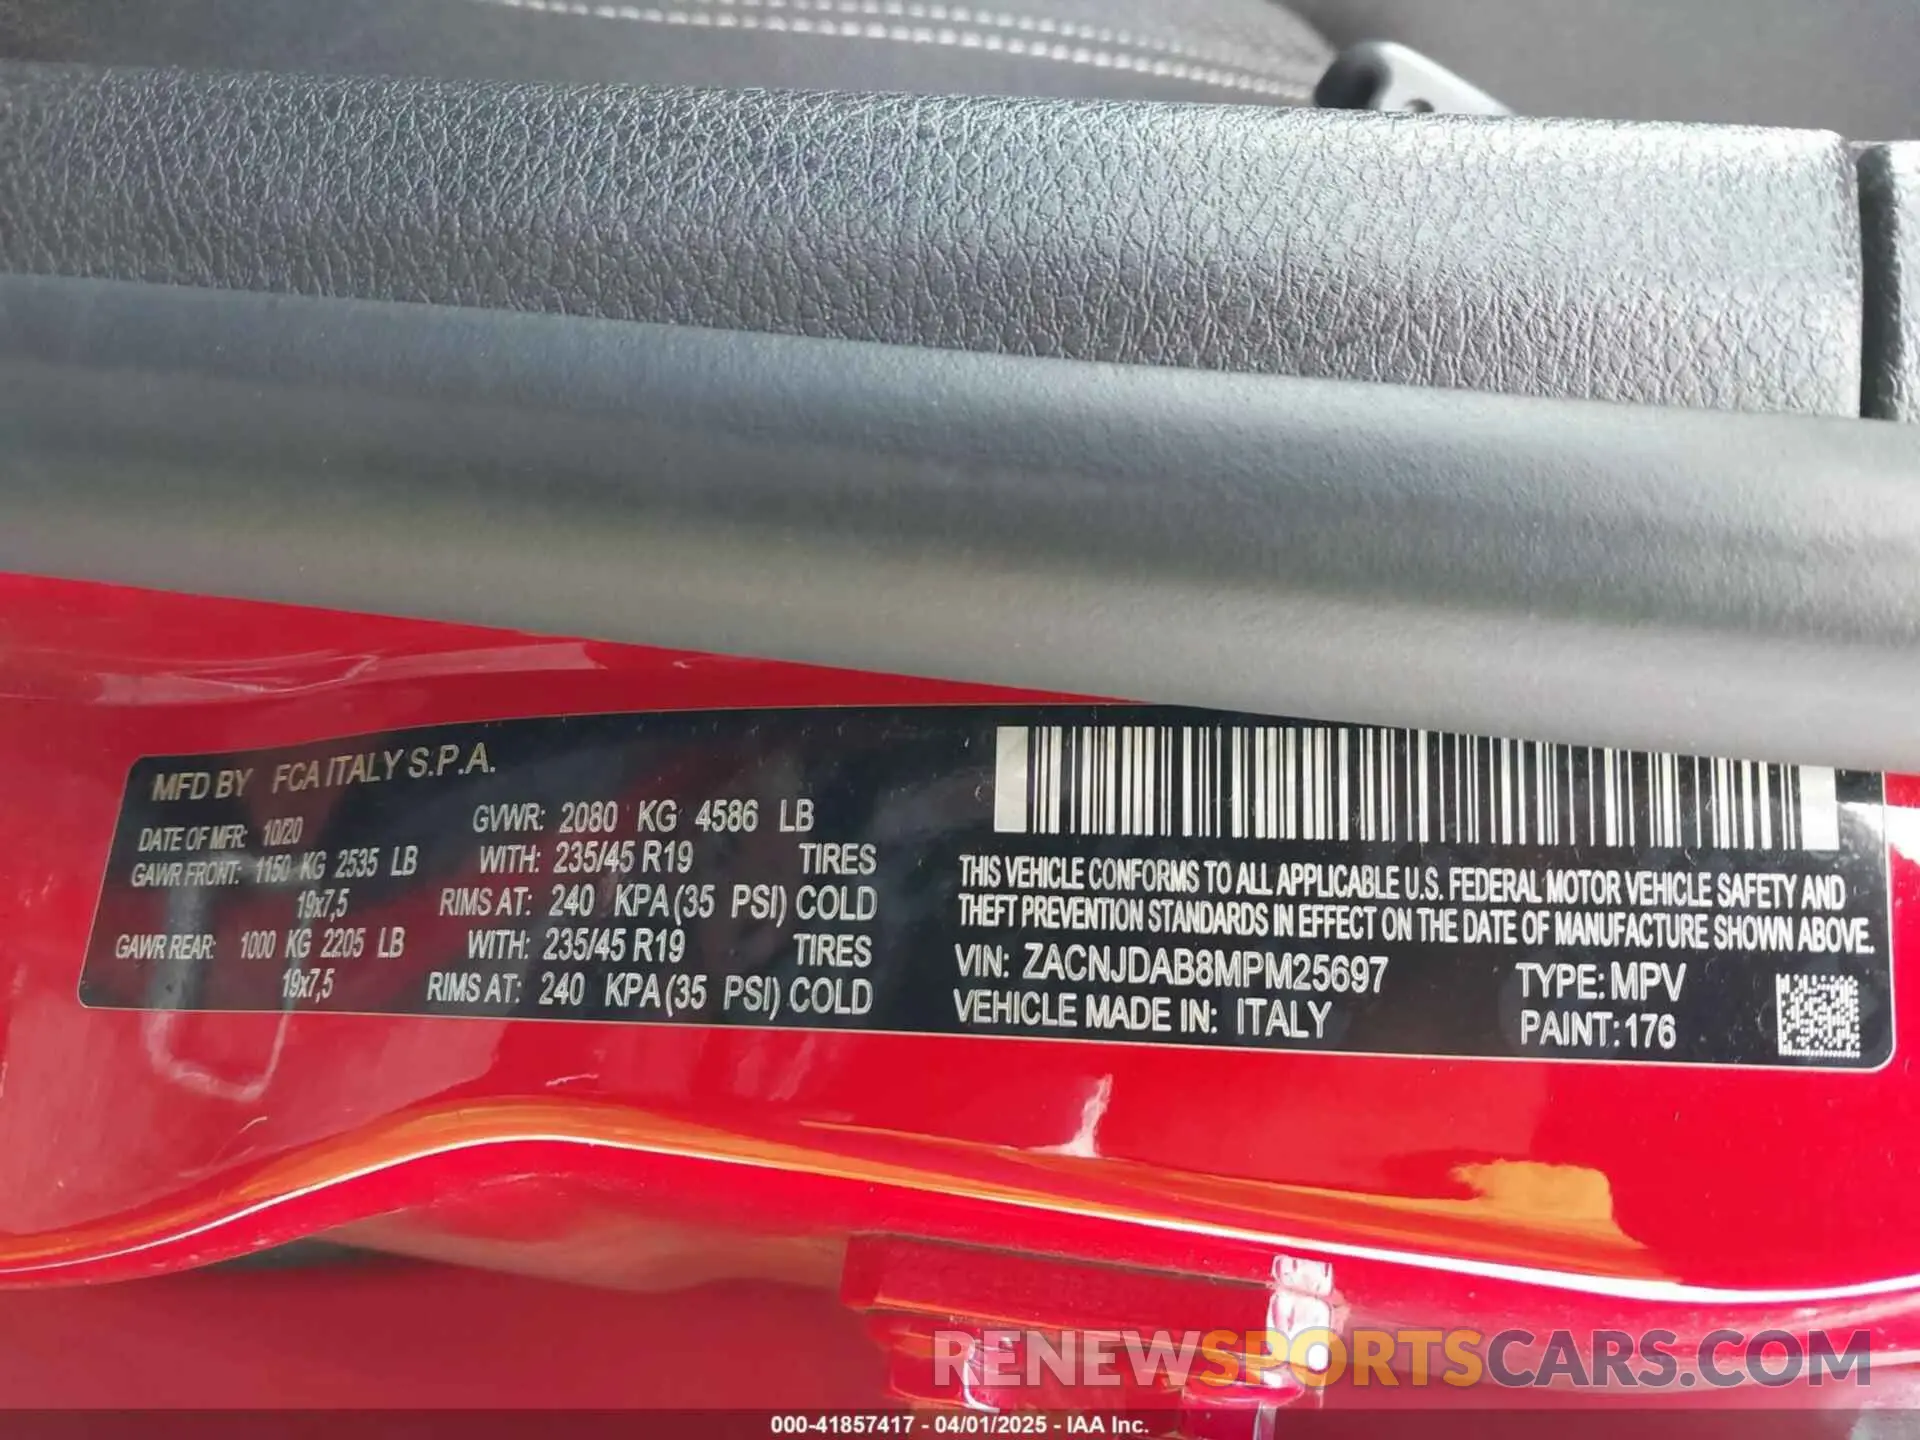 MFD BY FCA ITALY S.P.A.
DATE OF MFR: 10/20 GVWR: 2080 KG 4586 LB
GAWR FRONT: 1150 KG 2535 LB WITH: 235/45 R19 TIRES
19x7,5 RIMS AT: 240 KPA (35 PSI) COLD
GAWR REAR: 1000 KG 2205 LB WITH: 235/45 R19 TIRES
19x7,5 RIMS AT: 240 KPA (35 PSI) COLD
THIS VEHICLE CONFORMS TO ALL APPLICABLE U.S. FEDERAL MOTOR VEHICLE SAFETY AND
THEFT PREVENTION STANDARDS IN EFFECT ON THE DATE OF MANUFACTURE SHOWN ABOVE.
VIN: ZACNJDAB8MPM25697 TYPE: MPV
VEHICLE MADE IN: ITALY PAINT: 176
RENEWSPORTSCARS.COM
000-41857417 - 04/01/2025 - IAA Inc.